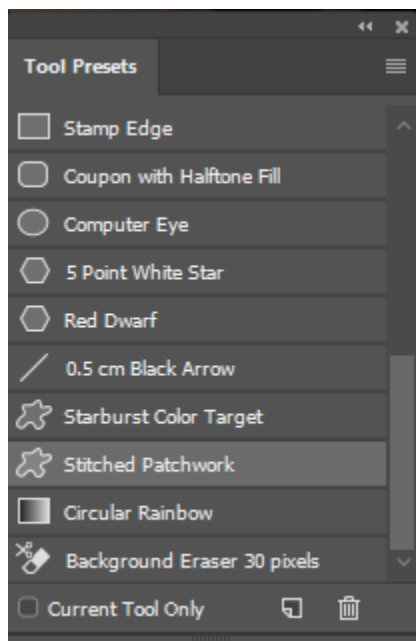 Tool Presets
Stamp Edge
Coupon with Halftone Fill
Computer Eye
5 Point White Star
Red Dwarf
0.5 cm Black Arrow
Starburst Color Target
Stitched Patchwork
Circular Rainbow
Background Eraser 30 pixels
Current Tool Only